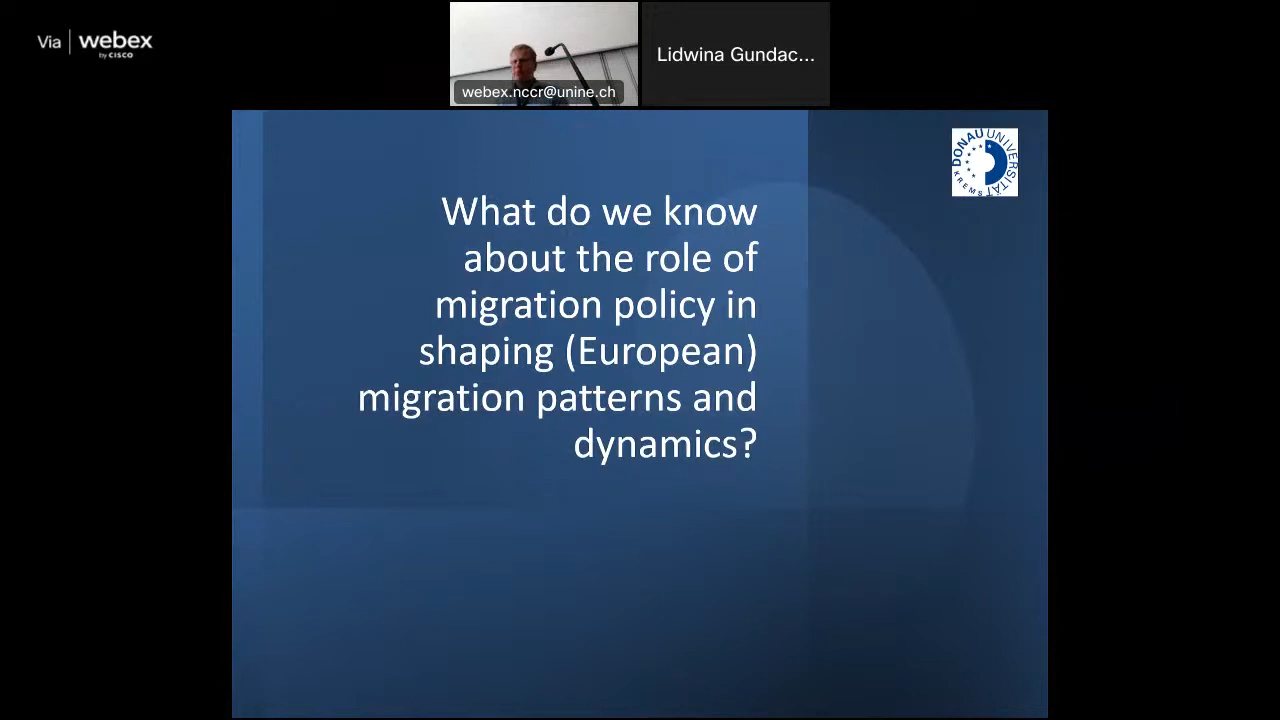 Via webex
by CISCO
webex.nccr@unine.ch
Lidwina Gundac...
DONAU UNIVERSITÄT KREMS
What do we know
about the role of
migration policy in
shaping (European)
migration patterns and
dynamics?